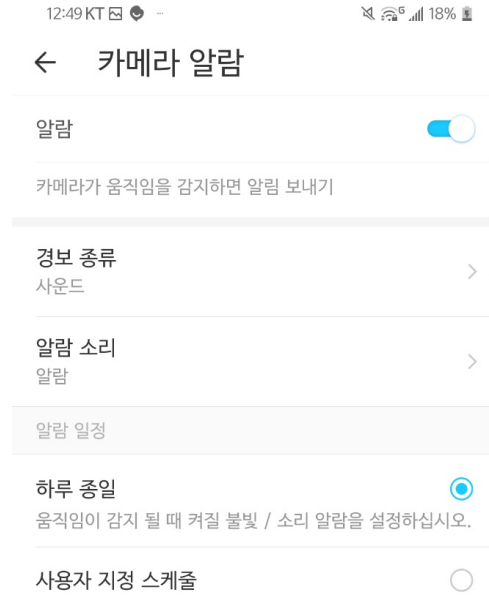 12:49 KT
18%
카메라 알람
알람
카메라가 움직임을 감지하면 알림 보내기
경보 종류
사운드
알람 소리
알람
알람 일정
하루 종일
움직임이 감지 될 때 켜질 불빛 / 소리 알람을 설정하십시오.
사용자 지정 스케줄